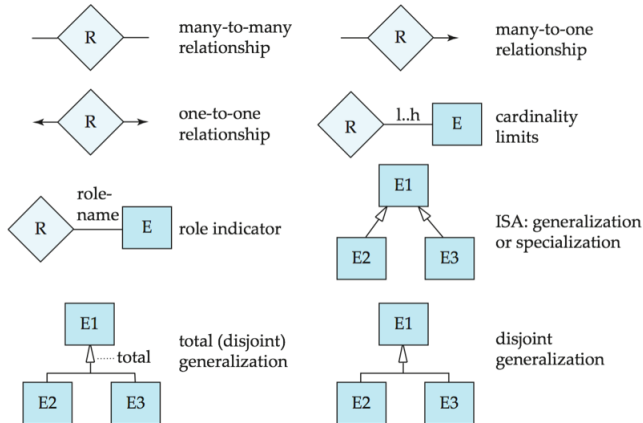 R
many-to-many
relationship
R
many-to-one
relationship
R
one-to-one
relationship
R
l..h
E
cardinality
limits
R
role-
name
E
role indicator
E1
E2
E3
ISA: generalization
or specialization
E1
total
E2
E3
total (disjoint)
generalization
E1
E2
E3
disjoint
generalization